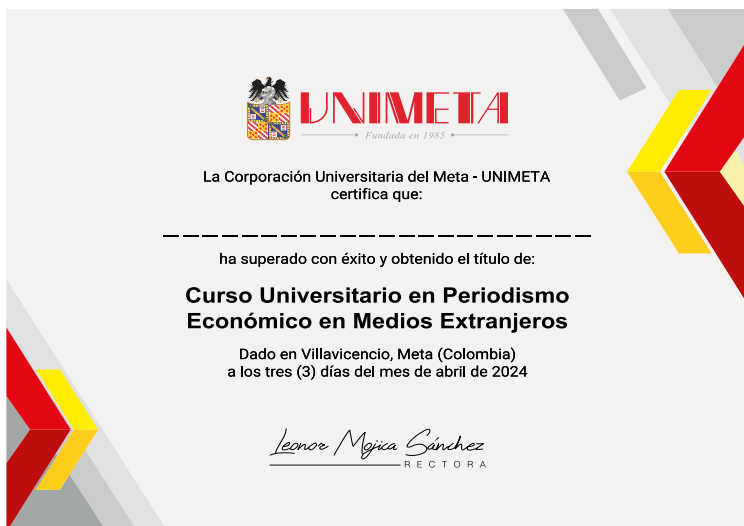 UNIMETA
Fundada en 1985
La Corporación Universitaria del Meta - UNIMETA
certifica que:
ha superado con éxito y obtenido el título de:
Curso Universitario en Periodismo
Económico en Medios Extranjeros
Dado en Villavicencio, Meta (Colombia)
a los tres (3) días del mes de abril de 2024
Leonor Mojica Sánchez
RECTORA